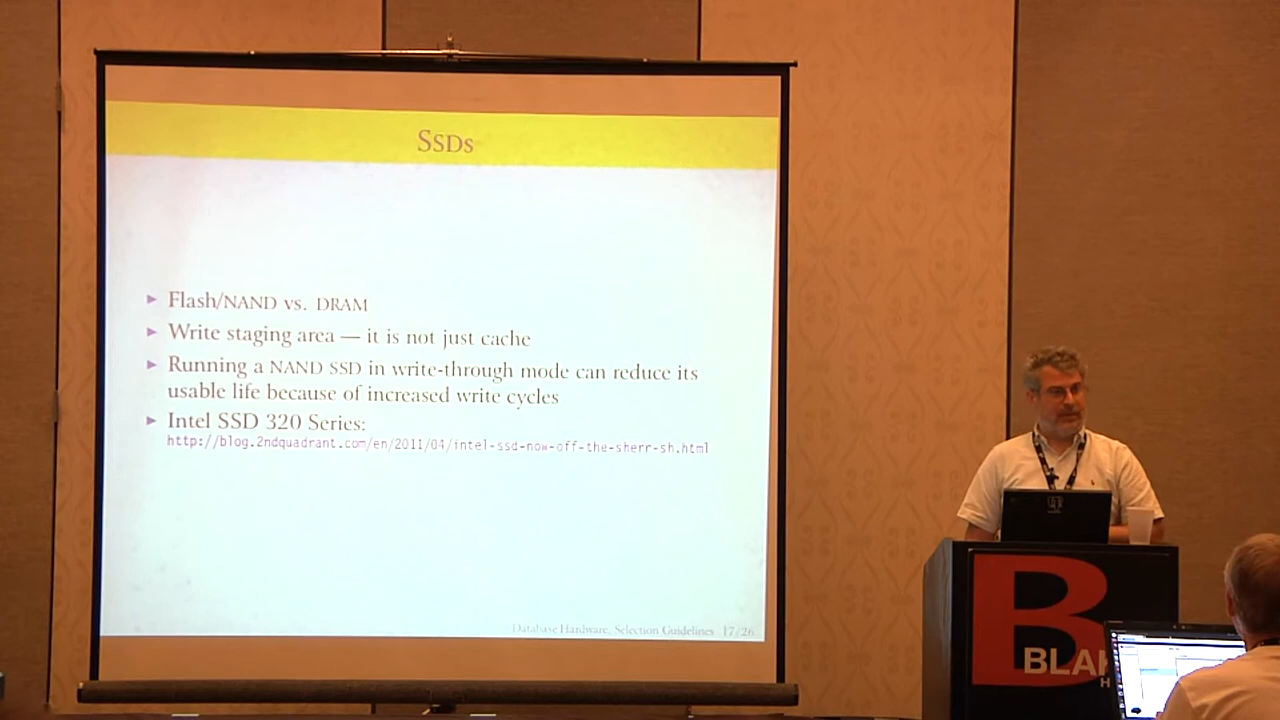 SSDs
Flash/NAND vs. DRAM
Write staging area — it is not just cache
Running a NAND SSD in write-through mode can reduce its
usable life because of increased write cycles
Intel SSD 320 Series:
http://blog.2ndquadrant.com/en/2011/04/intel-ssd-now-off-the-sherr-sh.html
Database Hardware, Selection Guidelines 17/26
B
BLA
H